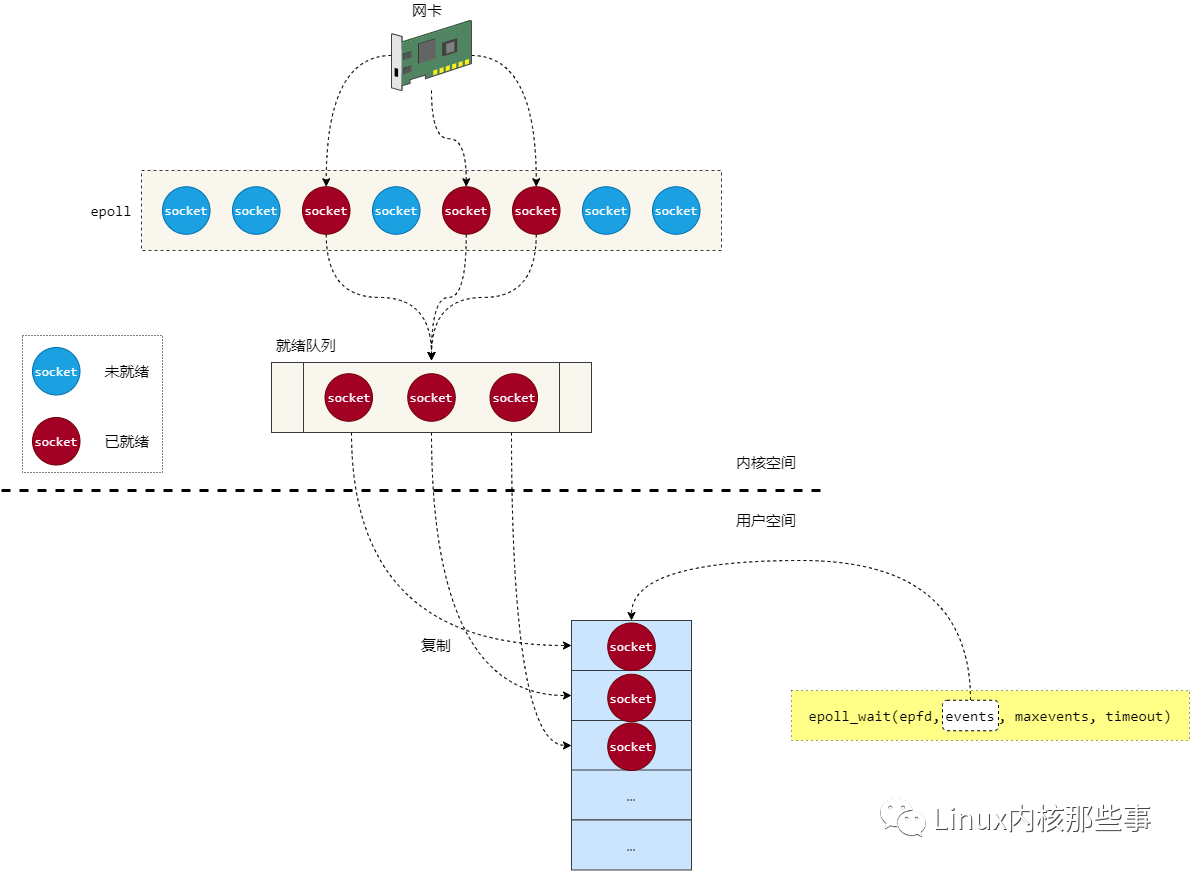 网卡
epoll
socket
socket
socket
socket
socket
socket
socket
socket
就绪队列
socket
未就绪
socket
已就绪
socket
socket
socket
内核空间
用户空间
复制
socket
socket
socket
...
...
epoll_wait(epfd, events, maxevents, timeout)
Linux内核那些事